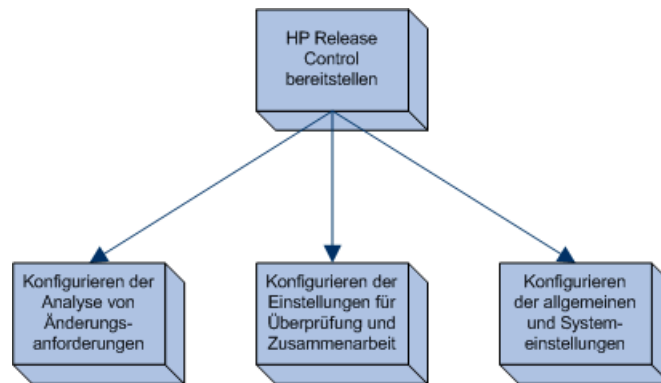 HP Release
Control
bereitstellen
Konfigurieren der
Analyse von
Änderungs-
anforderungen
Konfigurieren der
Einstellungen für
Überprüfung und
Zusammenarbeit
Konfigurieren
der allgemeinen
und System-
einstellungen